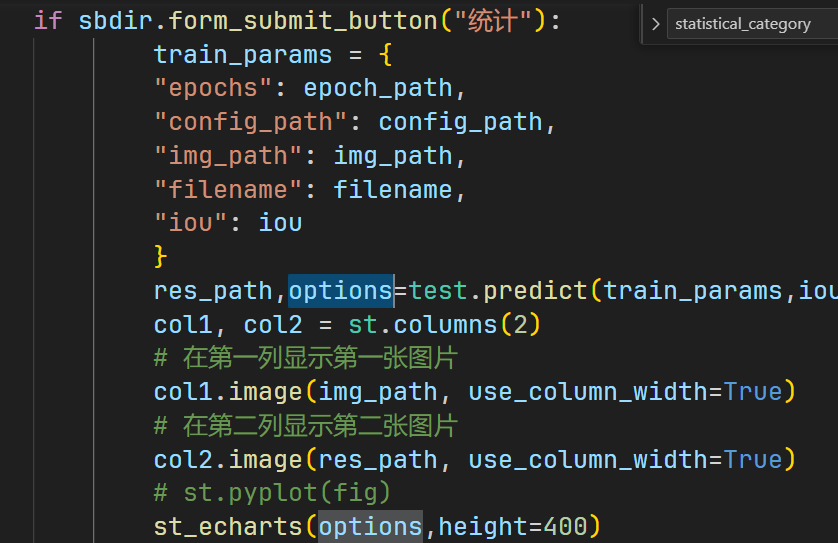 if sbdir.form_submit_button("统计"):
statistical_category
train_params = {
"epochs": epoch_path,
"config_path": config_path,
"img_path": img_path,
"filename": filename,
"iou": iou
}
res_path,options=test.predict(train_params,iou
col1, col2 = st.columns(2)
# 在第一列显示第一张图片
col1.image(img_path, use_column_width=True)
# 在第二列显示第二张图片
col2.image(res_path, use_column_width=True)
# st.pyplot(fig)
st_echarts(options,height=400)